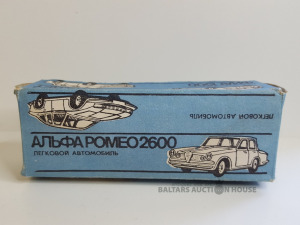 ЛЕГКОВОЙ АВТОМОБИЛЬ
АЛЬФА РОМЕО 2600
ЛЕГКОВОЙ АВТОМОБИЛЬ
BALTARS AUCTION HOUSE